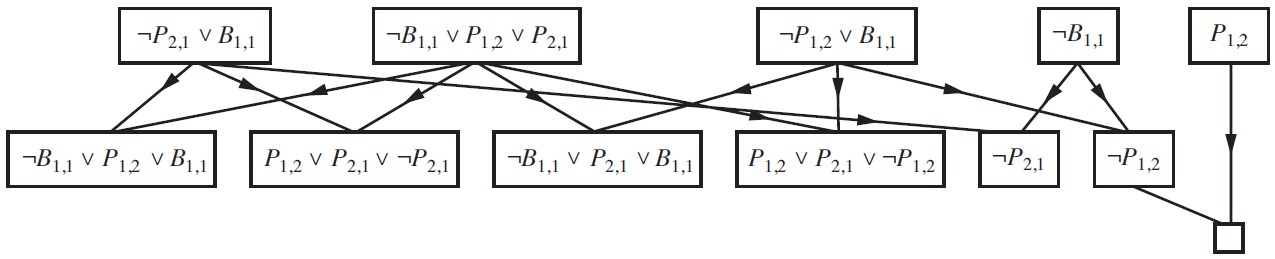 ¬P₂,₁ ∨ B₁,₁
¬B₁,₁ ∨ P₁,₂ ∨ P₂,₁
¬P₁,₂ ∨ B₁,₁
¬B₁,₁
P₁,₂
¬B₁,₁ ∨ P₁,₂ ∨ B₁,₁
P₁,₂ ∨ P₂,₁ ∨ ¬P₂,₁
¬B₁,₁ ∨ P₂,₁ ∨ B₁,₁
P₁,₂ ∨ P₂,₁ ∨ ¬P₁,₂
¬P₂,₁
¬P₁,₂